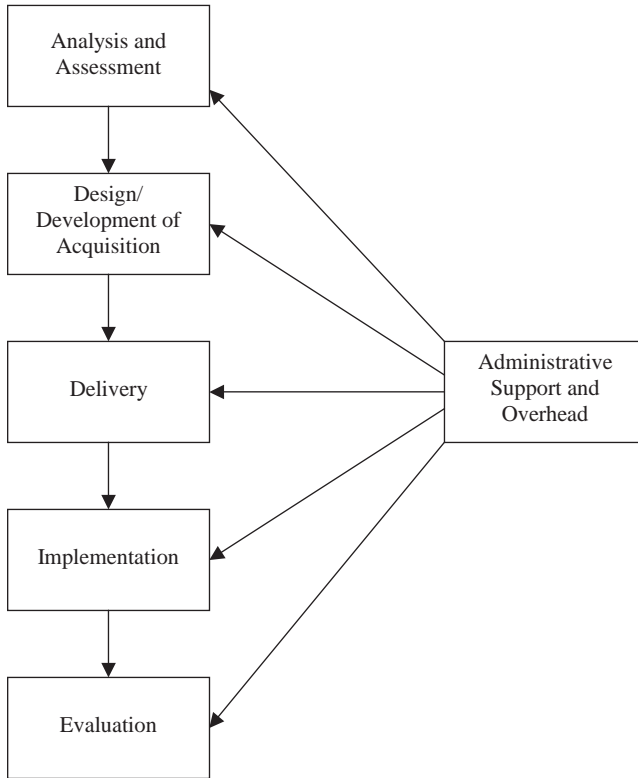 Analysis and
Assessment
Design/
Development of
Acquisition
Delivery
Administrative
Support and
Overhead
Implementation
Evaluation